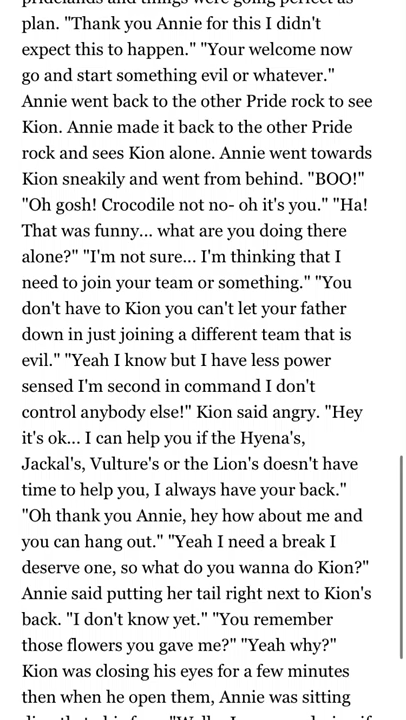 pridelands and things were going perfect as
plan. "Thank you Annie for this I didn't
expect this to happen." "Your welcome now
go and start something evil or whatever."
Annie went back to the other Pride rock to see
Kion. Annie made it back to the other Pride
rock and sees Kion alone. Annie went towards
Kion sneakily and went from behind. "BOO!"
"Oh gosh! Crocodile not no- oh it's you." "Ha!
That was funny... what are you doing there
alone?" "I'm not sure... I'm thinking that I
need to join your team or something." "You
don't have to Kion you can't let your father
down in just joining a different team that is
evil." "Yeah I know but I have less power
sensed I'm second in command I don't
control anybody else!" Kion said angry. "Hey
it's ok... I can help you if the Hyena's,
Jackal's, Vulture's or the Lion's doesn't have
time to help you, I always have your back."
"Oh thank you Annie, hey how about me and
you can hang out." "Yeah I need a break I
deserve one, so what do you wanna do Kion?"
Annie said putting her tail right next to Kion's
back. "I don't know yet." "You remember
those flowers you gave me?" "Yeah why?"
Kion was closing his eyes for a few minutes
then when he open them, Annie was sitting